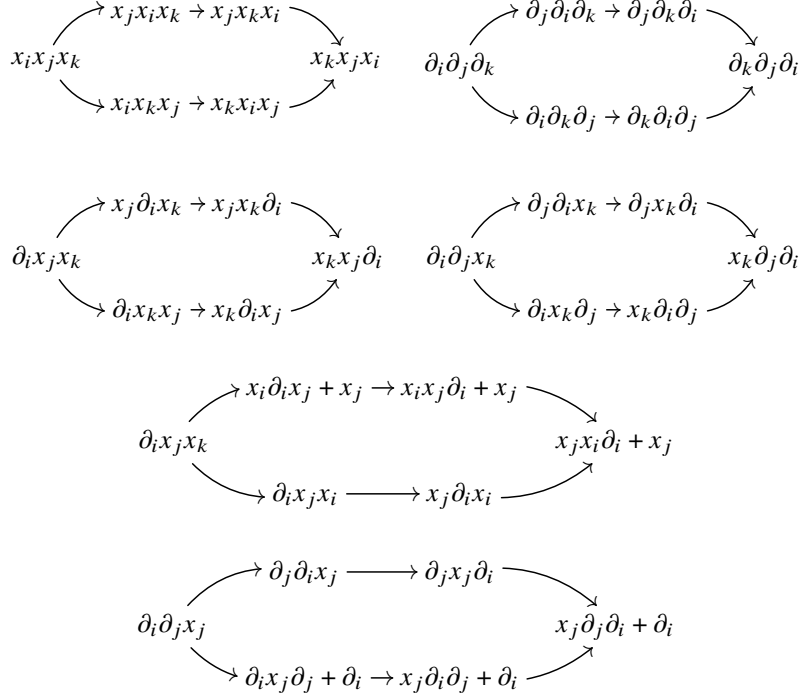 x_j x_i x_k → x_j x_k x_i
∂_j ∂_i ∂_k → ∂_j ∂_k ∂_i
x_i x_j x_k
x_k x_j x_i
∂_i ∂_j ∂_k
∂_k ∂_j ∂_i
x_i x_k x_j → x_k x_i x_j
∂_i ∂_k ∂_j → ∂_k ∂_i ∂_j
x_j ∂_i x_k → x_j x_k ∂_i
∂_j ∂_i x_k → ∂_j x_k ∂_i
∂_i x_j x_k
x_k x_j ∂_i
∂_i ∂_j x_k
x_k ∂_j ∂_i
∂_i x_k x_j → x_k ∂_i x_j
∂_i x_k ∂_j → x_k ∂_i ∂_j
x_i ∂_i x_j + x_j → x_i x_j ∂_i + x_j
∂_i x_j x_k
x_j x_i ∂_i + x_j
∂_i x_j x_i → x_j ∂_i x_i
∂_j ∂_i x_j → ∂_j x_j ∂_i
∂_i ∂_j x_j
x_j ∂_j ∂_i + ∂_i
∂_i x_j ∂_j + ∂_i → x_j ∂_i ∂_j + ∂_i